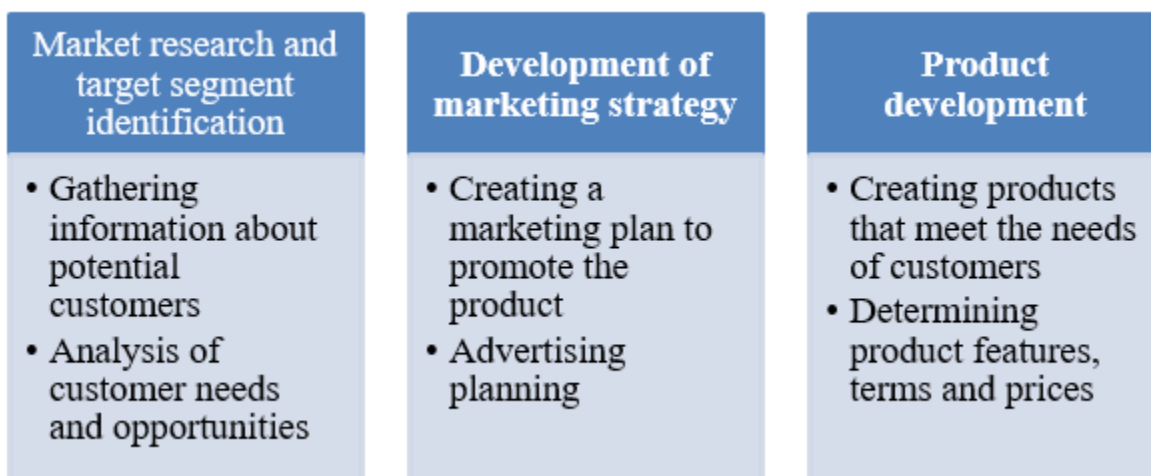 Market research and
target segment
identification
• Gathering
information about
potential
customers
• Analysis of
customer needs
and opportunities
Development of
marketing strategy
• Creating a
marketing plan to
promote the
product
• Advertising
planning
Product
development
• Creating products
that meet the needs
of customers
• Determining
product features,
terms and prices